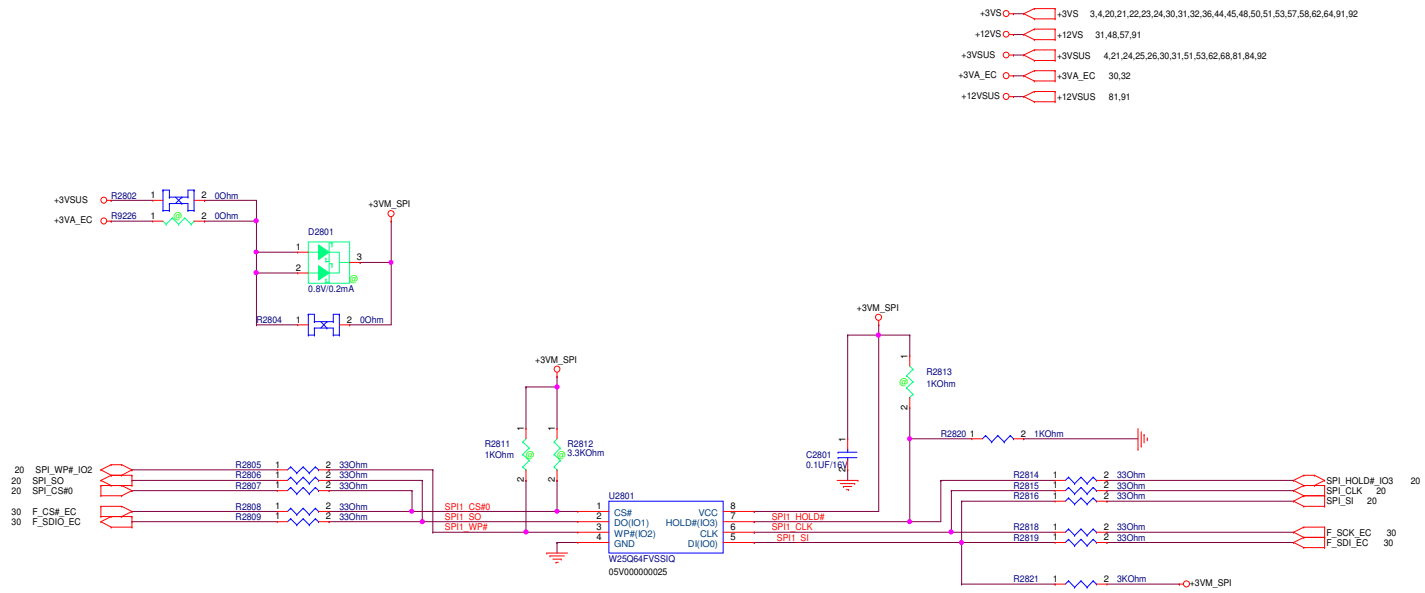 +3VS +3VS 3,4,20,21,22,23,24,30,31,32,36,44,45,48,50,51,53,57,58,62,64,91,92
+12VS +12VS 31,48,57,91
+3VSUS +3VSUS 4,21,24,25,26,30,31,51,53,62,68,81,84,92
+3VA_EC +3VA_EC 30,32
+12VSUS +12VSUS 81,91
+3VSUS R2802 1 2 0Ohm
+3VA_EC R9226 1 @ 2 0Ohm
+3VM_SPI
D2801
1
3
2
@
0.8V/0.2mA
R2804 1 2 0Ohm
+3VM_SPI
1
R2813
@
1KOhm
2
+3VM_SPI
1 1
R2811 R2812
1KOhm @ @ 3.3KOhm
2 2
R2820 1 2 1KOhm
1
C2801
0.1UF/16V
2
20 SPI_WP#_IO2 R2805 1 2 33Ohm
20 SPI_SO R2806 1 2 33Ohm
20 SPI_CS#0 R2807 1 2 33Ohm
30 F_CS#_EC R2808 1 2 33Ohm
30 F_SDIO_EC R2809 1 2 33Ohm
SPI1_CS#0
SPI1_SO
SPI1_WP#
U2801
1 CS# VCC 8
2 DO(IO1) HOLD#(IO3) 7
3 WP#(IO2) CLK 6
4 GND DI(IO0) 5
W25Q64FVSSIQ
05V000000025
SPI1_HOLD#
SPI1_CLK
SPI1_SI
R2814 1 2 33Ohm SPI_HOLD#_IO3 20
R2815 1 2 33Ohm SPI_CLK 20
R2816 1 2 33Ohm SPI_SI 20
R2818 1 2 33Ohm F_SCK_EC 30
R2819 1 2 33Ohm F_SDI_EC 30
R2821 1 2 3KOhm +3VM_SPI